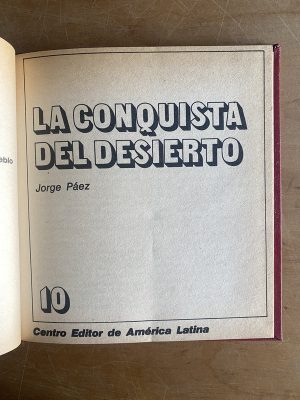 LA CONQUISTA
DEL DESIERTO
Jorge Páez
10
Centro Editor de América Latina